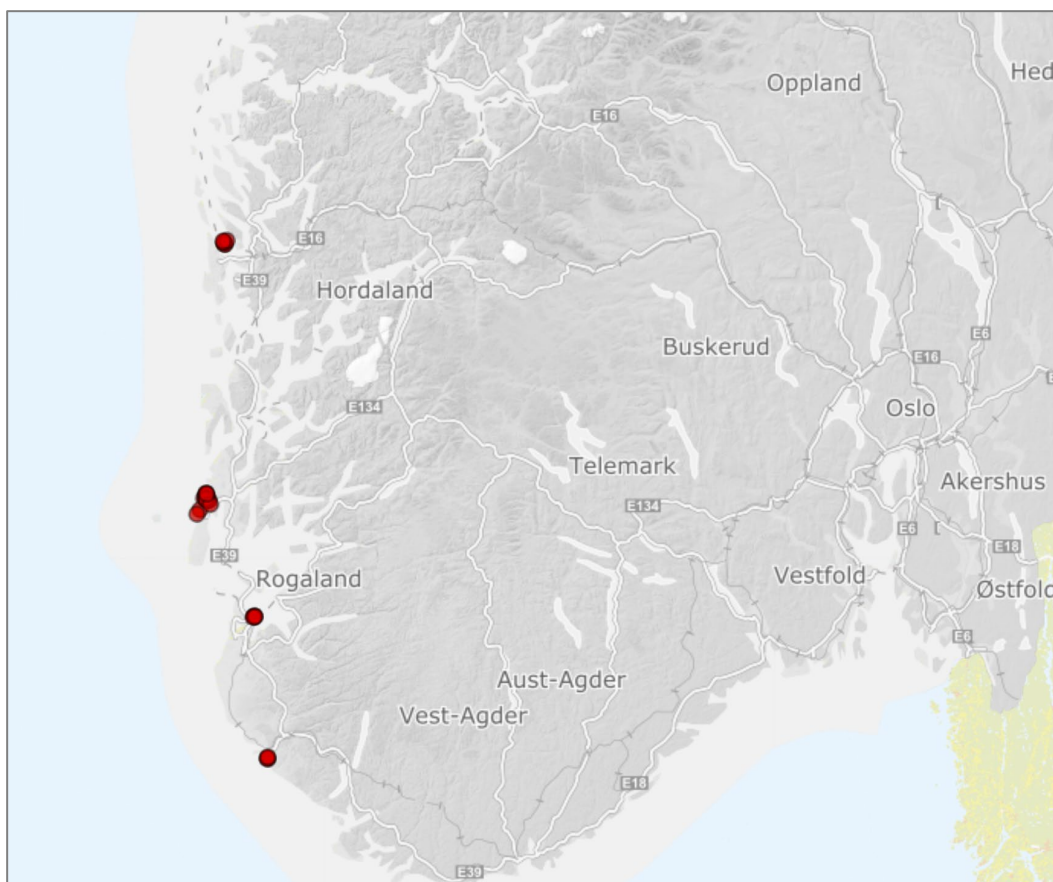 Hed
Oppland
E16
E16
Hordaland
E39
E6
Buskerud
E16
E134
Oslo
Telemark
Akershus
E134
E6
E18
E39
Rogaland
Vestfold
Østfold
E6
Aust-Agder
Vest-Agder
E18
E39